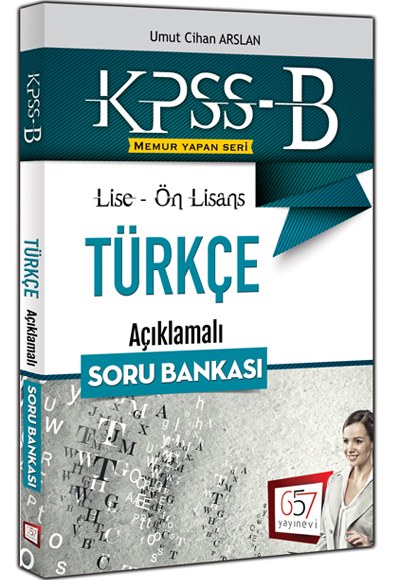 Umut Cihan ARSLAN
KPSS-B
MEMUR YAPAN SERİ
Lise - Ön Lisans
TÜRKÇE
Açıklamalı
SORU BANKASI
657
yayınevi
KPSS-B
TÜRKÇE
Açıklamalı
SORU BANKASI
657